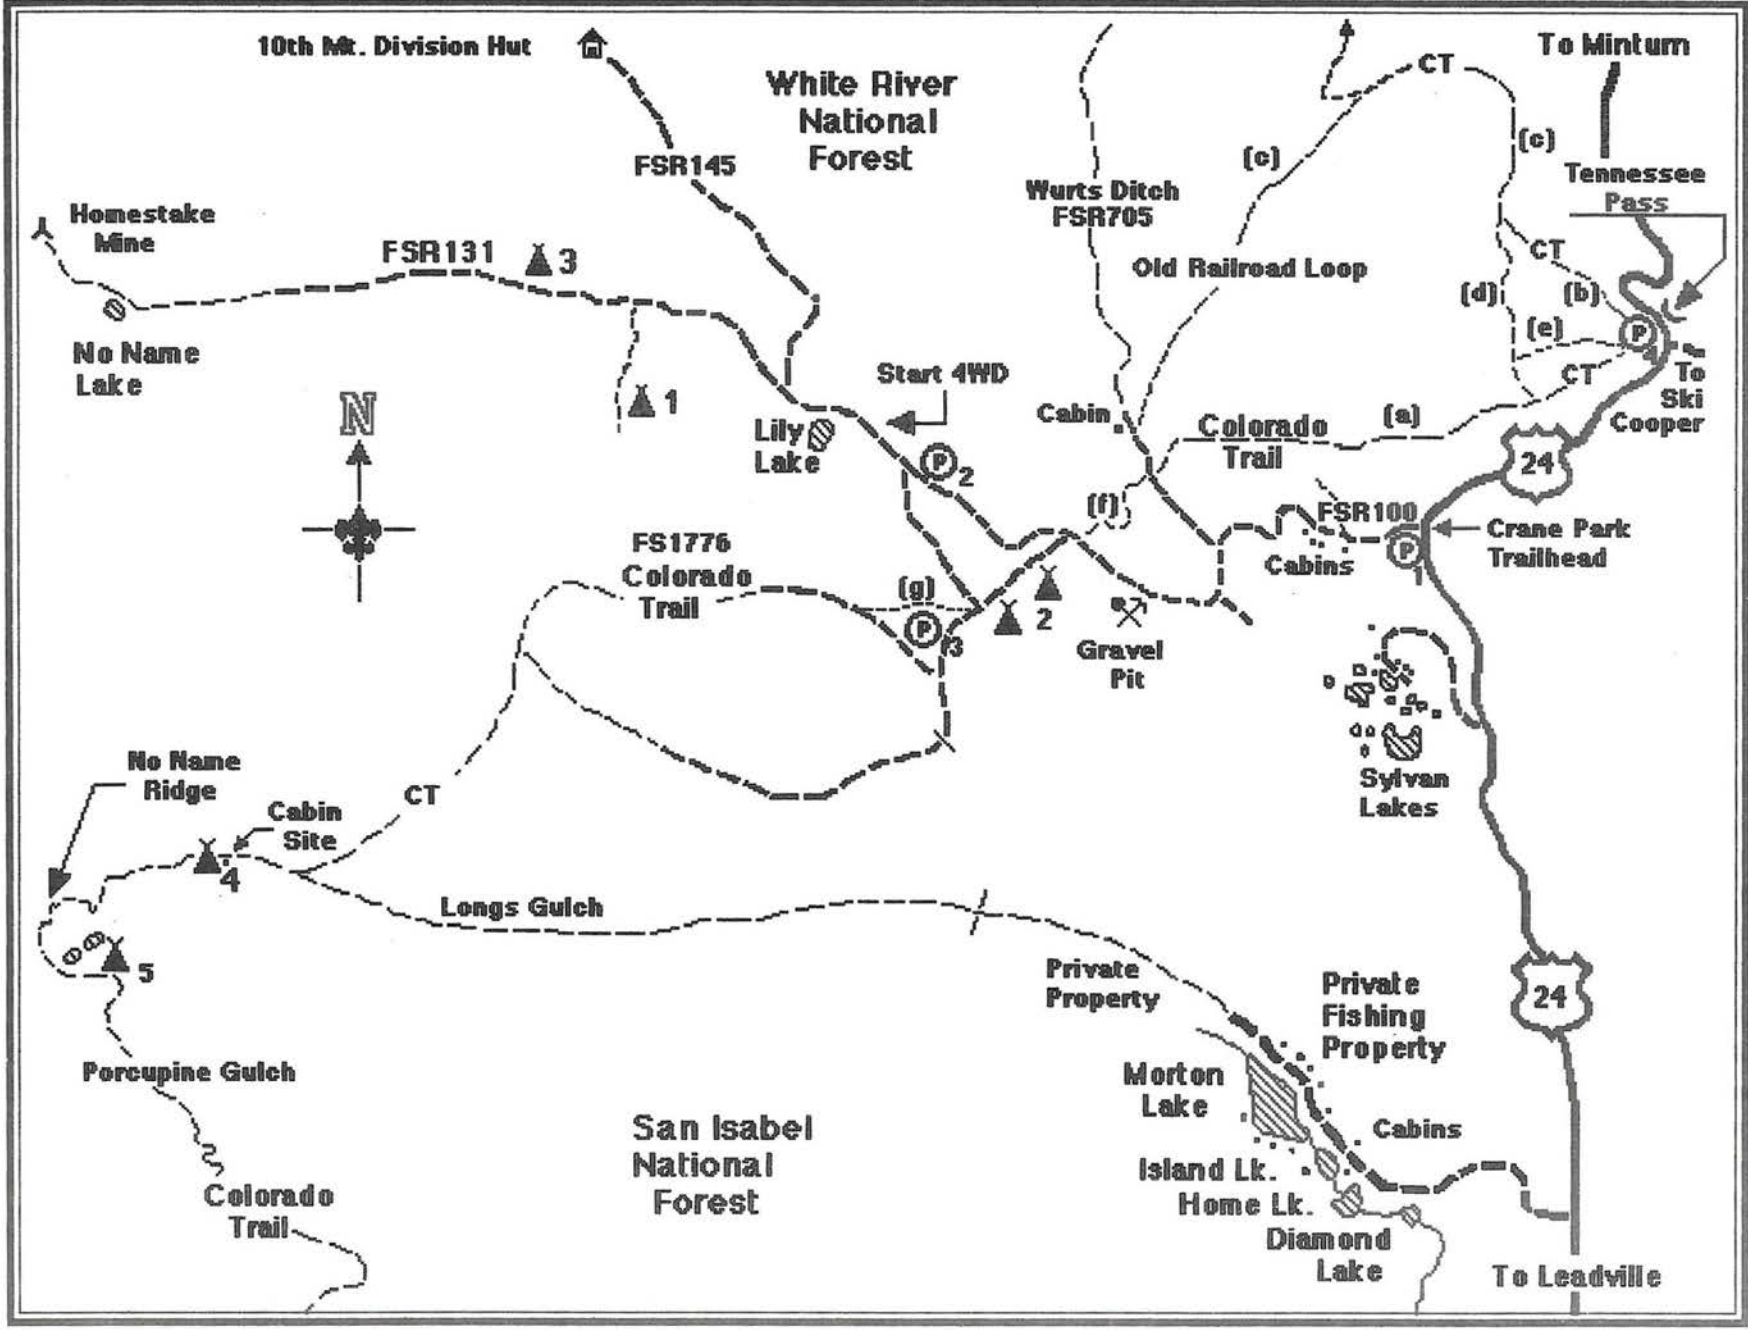 10th Mt. Division Hut
White River
National
Forest
CT
To Minturn
FSR145
(c)
(c)
Tennessee
Pass
Wurts Ditch
FSR705
Homestake
Mine
FSR131
3
CT
Old Railroad Loop
(d)
(b)
(e)
P
4
No Name
Lake
Start 4WD
CT
To
Ski
Cooper
N
1
Cabin
(a)
Colorado
Trail
Lily
Lake
P
2
24
(f)
FSR100
Crane Park
Trailhead
P
1
Cabins
FS1776
Colorado
Trail
(g)
P
3
2
Gravel
Pit
Sylvan
Lakes
No Name
Ridge
CT
Cabin
Site
4
Longs Gulch
5
Private
Property
Private
Fishing
Property
24
Porcupine Gulch
Morton
Lake
Cabins
San Isabel
National
Forest
Island Lk.
Home Lk.
Diamond
Lake
Colorado
Trail
To Leadville